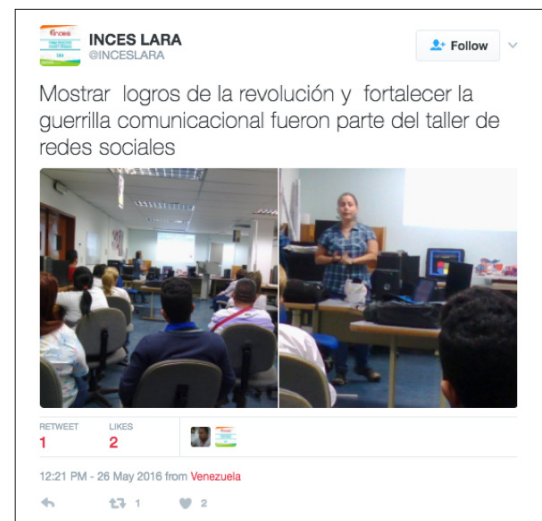 INCES LARA
@INCESLARA
Follow
Mostrar logros de la revolución y fortalecer la
guerrilla comunicacional fueron parte del taller de
redes sociales
RETWEET
LIKES
1
2
12:21 PM - 26 May 2016 from Venezuela
1
2